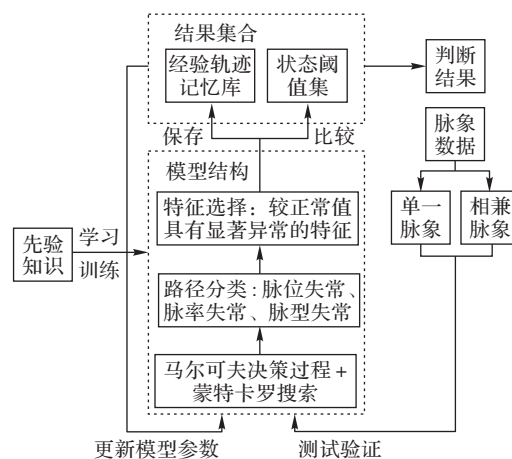 结果集合
经验轨迹
记忆库
状态阈
值集
判断
结果
保存
比较
脉象
数据
模型结构
特征选择：较正常值
具有显著异常的特征
单一
脉象
相兼
脉象
先验
知识
学习
训练
路径分类：脉位失常、
脉率失常、脉型失常
马尔可夫决策过程+
蒙特卡罗搜索
更新模型参数
测试验证